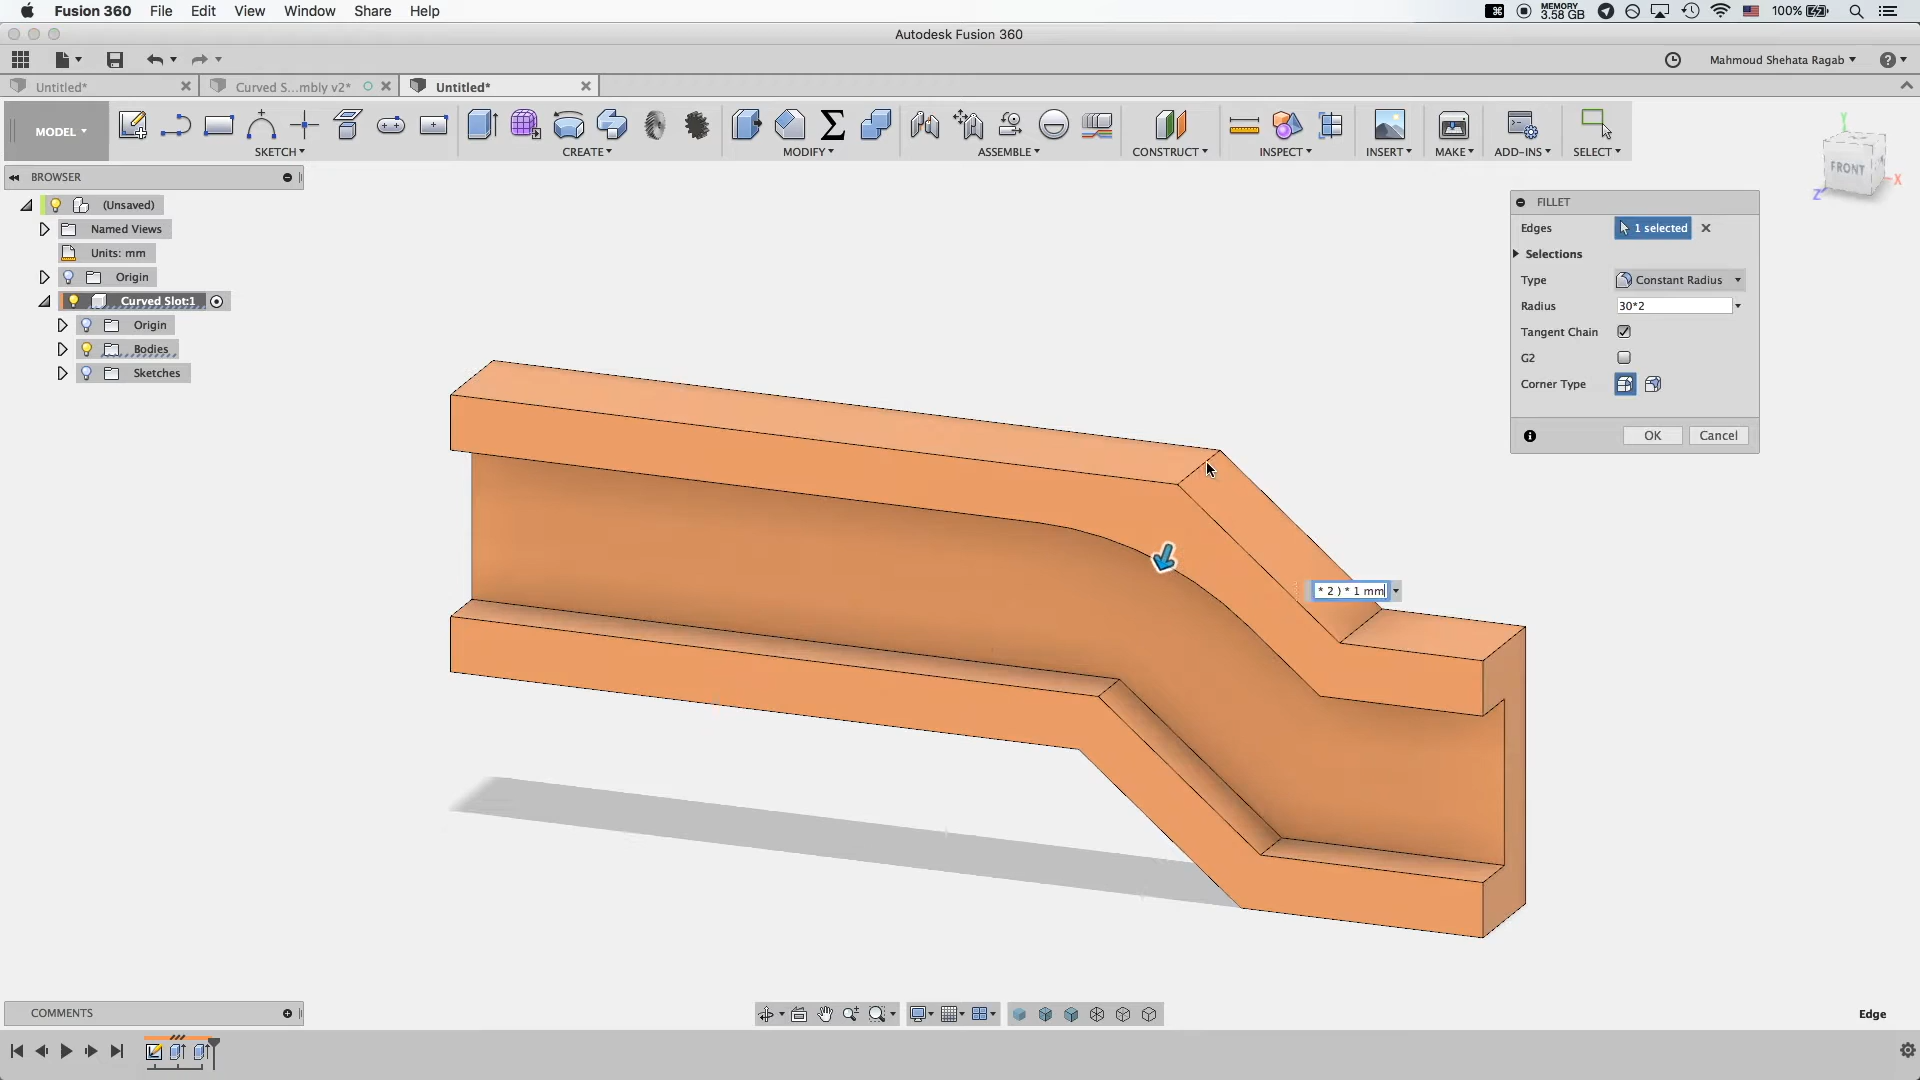 Fusion 360 File Edit View Window Share Help
MEMORY
3.58 GB
100%
Autodesk Fusion 360
Mahmoud Shehata Ragab
Untitled*
Curved S...mbly v2*
Untitled*
MODEL
SKETCH
CREATE
MODIFY
ASSEMBLE
CONSTRUCT
INSPECT
INSERT
MAKE
ADD-INS
SELECT
BROWSER
(Unsaved)
Named Views
Units: mm
Origin
Curved Slot:1
Origin
Bodies
Sketches
Y
FRONT
X
Z
FILLET
Edges 1 selected
Selections
Type Constant Radius
Radius 30*2
Tangent Chain
G2
Corner Type
OK Cancel
* 2 ) * 1 mm
COMMENTS
Edge